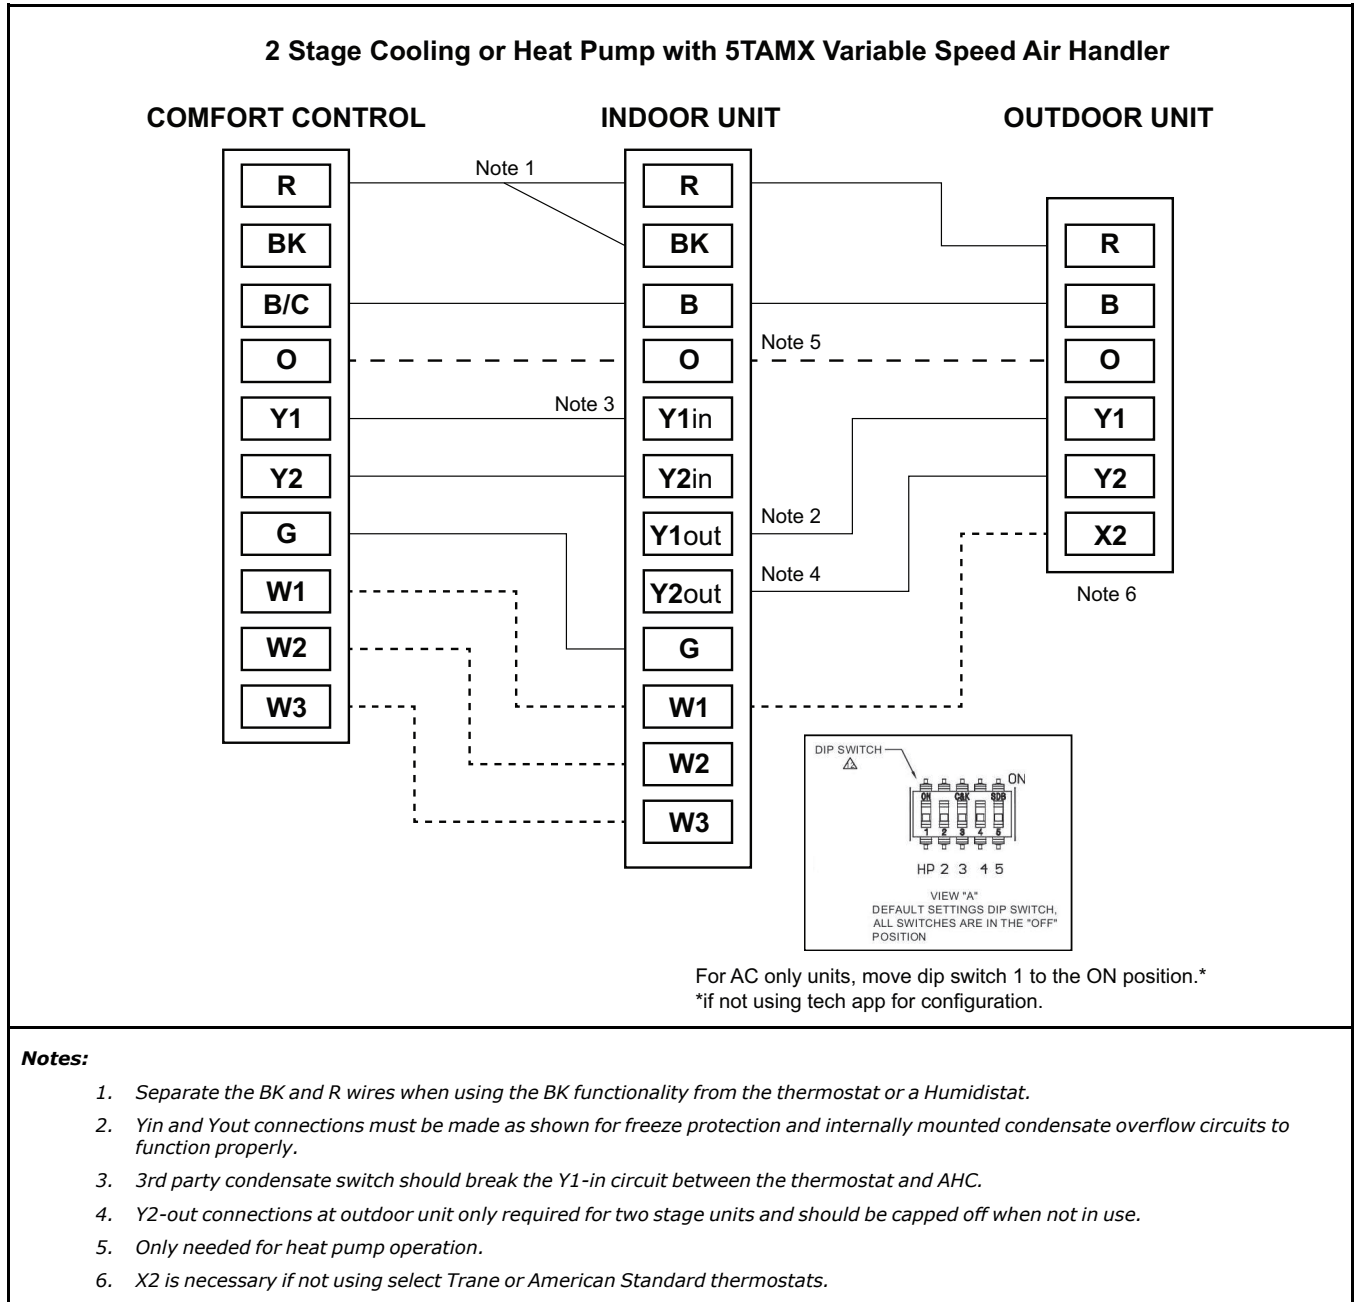 2 Stage Cooling or Heat Pump with 5TAMX Variable Speed Air Handler
COMFORT CONTROL
INDOOR UNIT
OUTDOOR UNIT
R
BK
B/C
O
Y1
Y2
G
W1
W2
W3
Note 1
Note 3
R
BK
B
O
Y1in
Y2in
Y1out
Y2out
G
W1
W2
W3
Note 5
Note 2
Note 4
R
B
O
Y1
Y2
X2
Note 6
DIP SWITCH
ON
ON C&K SDB
1 2 3 4 5
HP 2 3 4 5
VIEW "A"
DEFAULT SETTINGS DIP SWITCH,
ALL SWITCHES ARE IN THE "OFF"
POSITION
For AC only units, move dip switch 1 to the ON position.*
*if not using tech app for configuration.
Notes:
1. Separate the BK and R wires when using the BK functionality from the thermostat or a Humidistat.
2. Yin and Yout connections must be made as shown for freeze protection and internally mounted condensate overflow circuits to
function properly.
3. 3rd party condensate switch should break the Y1-in circuit between the thermostat and AHC.
4. Y2-out connections at outdoor unit only required for two stage units and should be capped off when not in use.
5. Only needed for heat pump operation.
6. X2 is necessary if not using select Trane or American Standard thermostats.